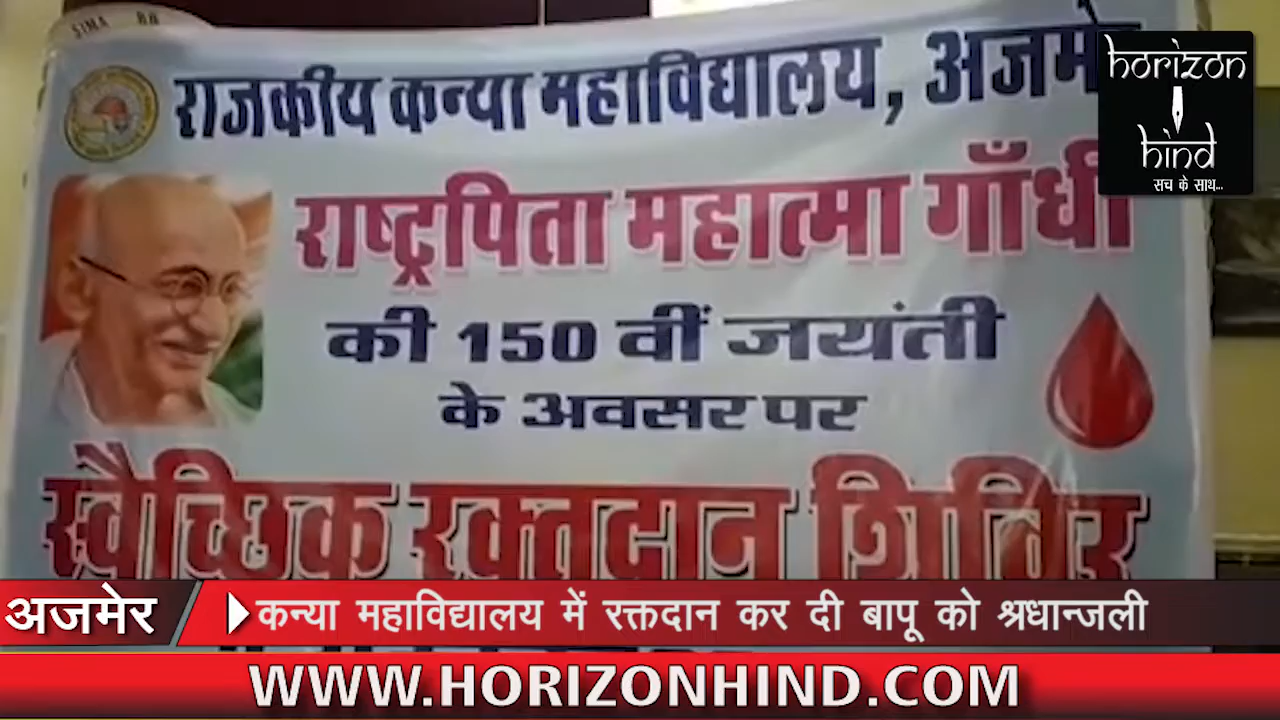 राजकीय कन्या महाविद्यालय, अजमेर
राष्ट्रपिता महात्मा गाँधी
की 150 वीं जयंती
के अवसर पर
स्वैच्छिक रक्तदान शिविर
horizon
hind
सच के साथ...
अजमेर
कन्या महाविद्यालय में रक्तदान कर दी बापू को श्रधान्जली
WWW.HORIZONHIND.COM